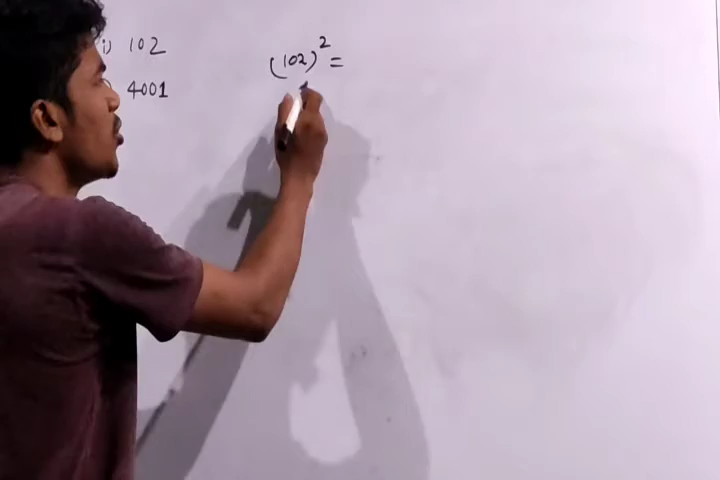 i) 102
) 4001
(102)² =